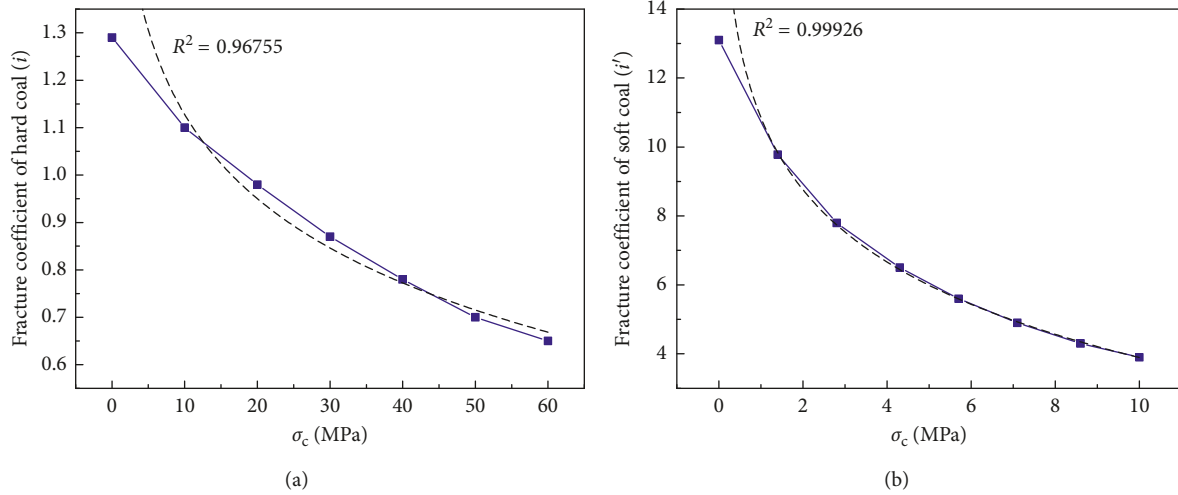 R² = 0.96755
Fracture coefficient of hard coal (i)
1.3
1.2
1.1
1.0
0.9
0.8
0.7
0.6
0 10 20 30 40 50 60
σc (MPa)
(a)
R² = 0.99926
Fracture coefficient of soft coal (i′)
14
12
10
8
6
4
0 2 4 6 8 10
σc (MPa)
(b)